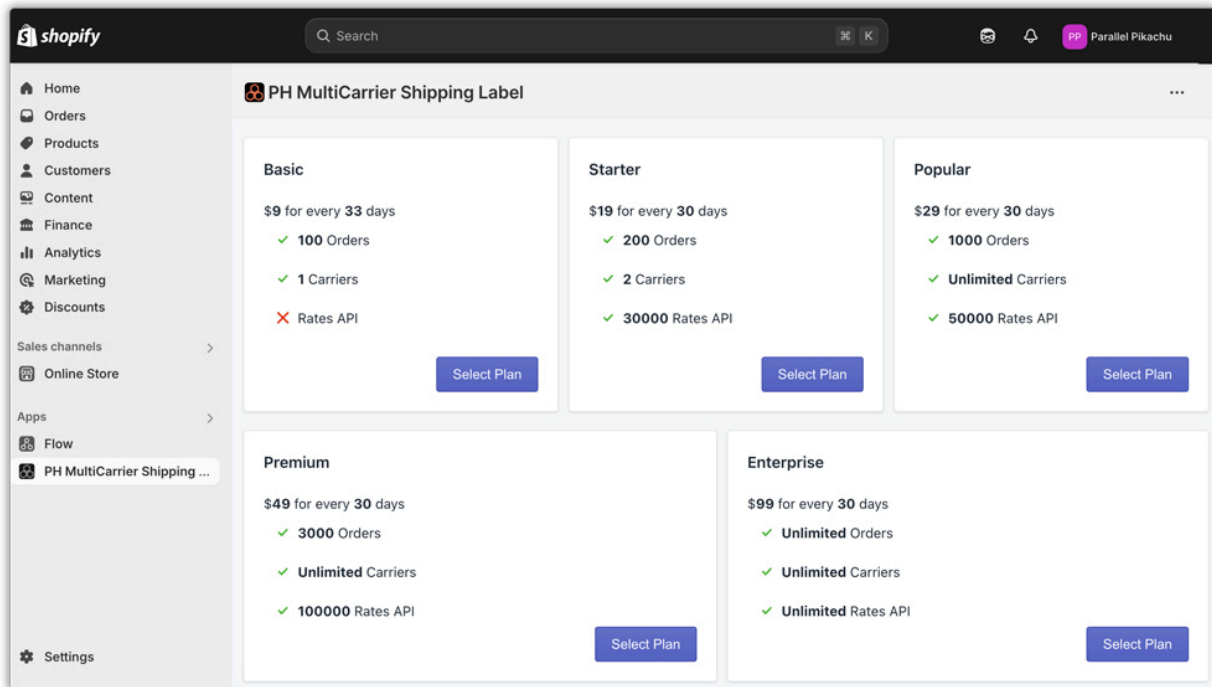 shopify
Search
⌘ K
PP
Parallel Pikachu
Home
Orders
Products
Customers
Content
Finance
Analytics
Marketing
Discounts
Sales channels
Online Store
Apps
Flow
PH MultiCarrier Shipping ...
Settings
PH MultiCarrier Shipping Label
Basic
$9 for every 33 days
100 Orders
1 Carriers
Rates API
Select Plan
Starter
$19 for every 30 days
200 Orders
2 Carriers
30000 Rates API
Select Plan
Popular
$29 for every 30 days
1000 Orders
Unlimited Carriers
50000 Rates API
Select Plan
Premium
$49 for every 30 days
3000 Orders
Unlimited Carriers
100000 Rates API
Select Plan
Enterprise
$99 for every 30 days
Unlimited Orders
Unlimited Carriers
Unlimited Rates API
Select Plan